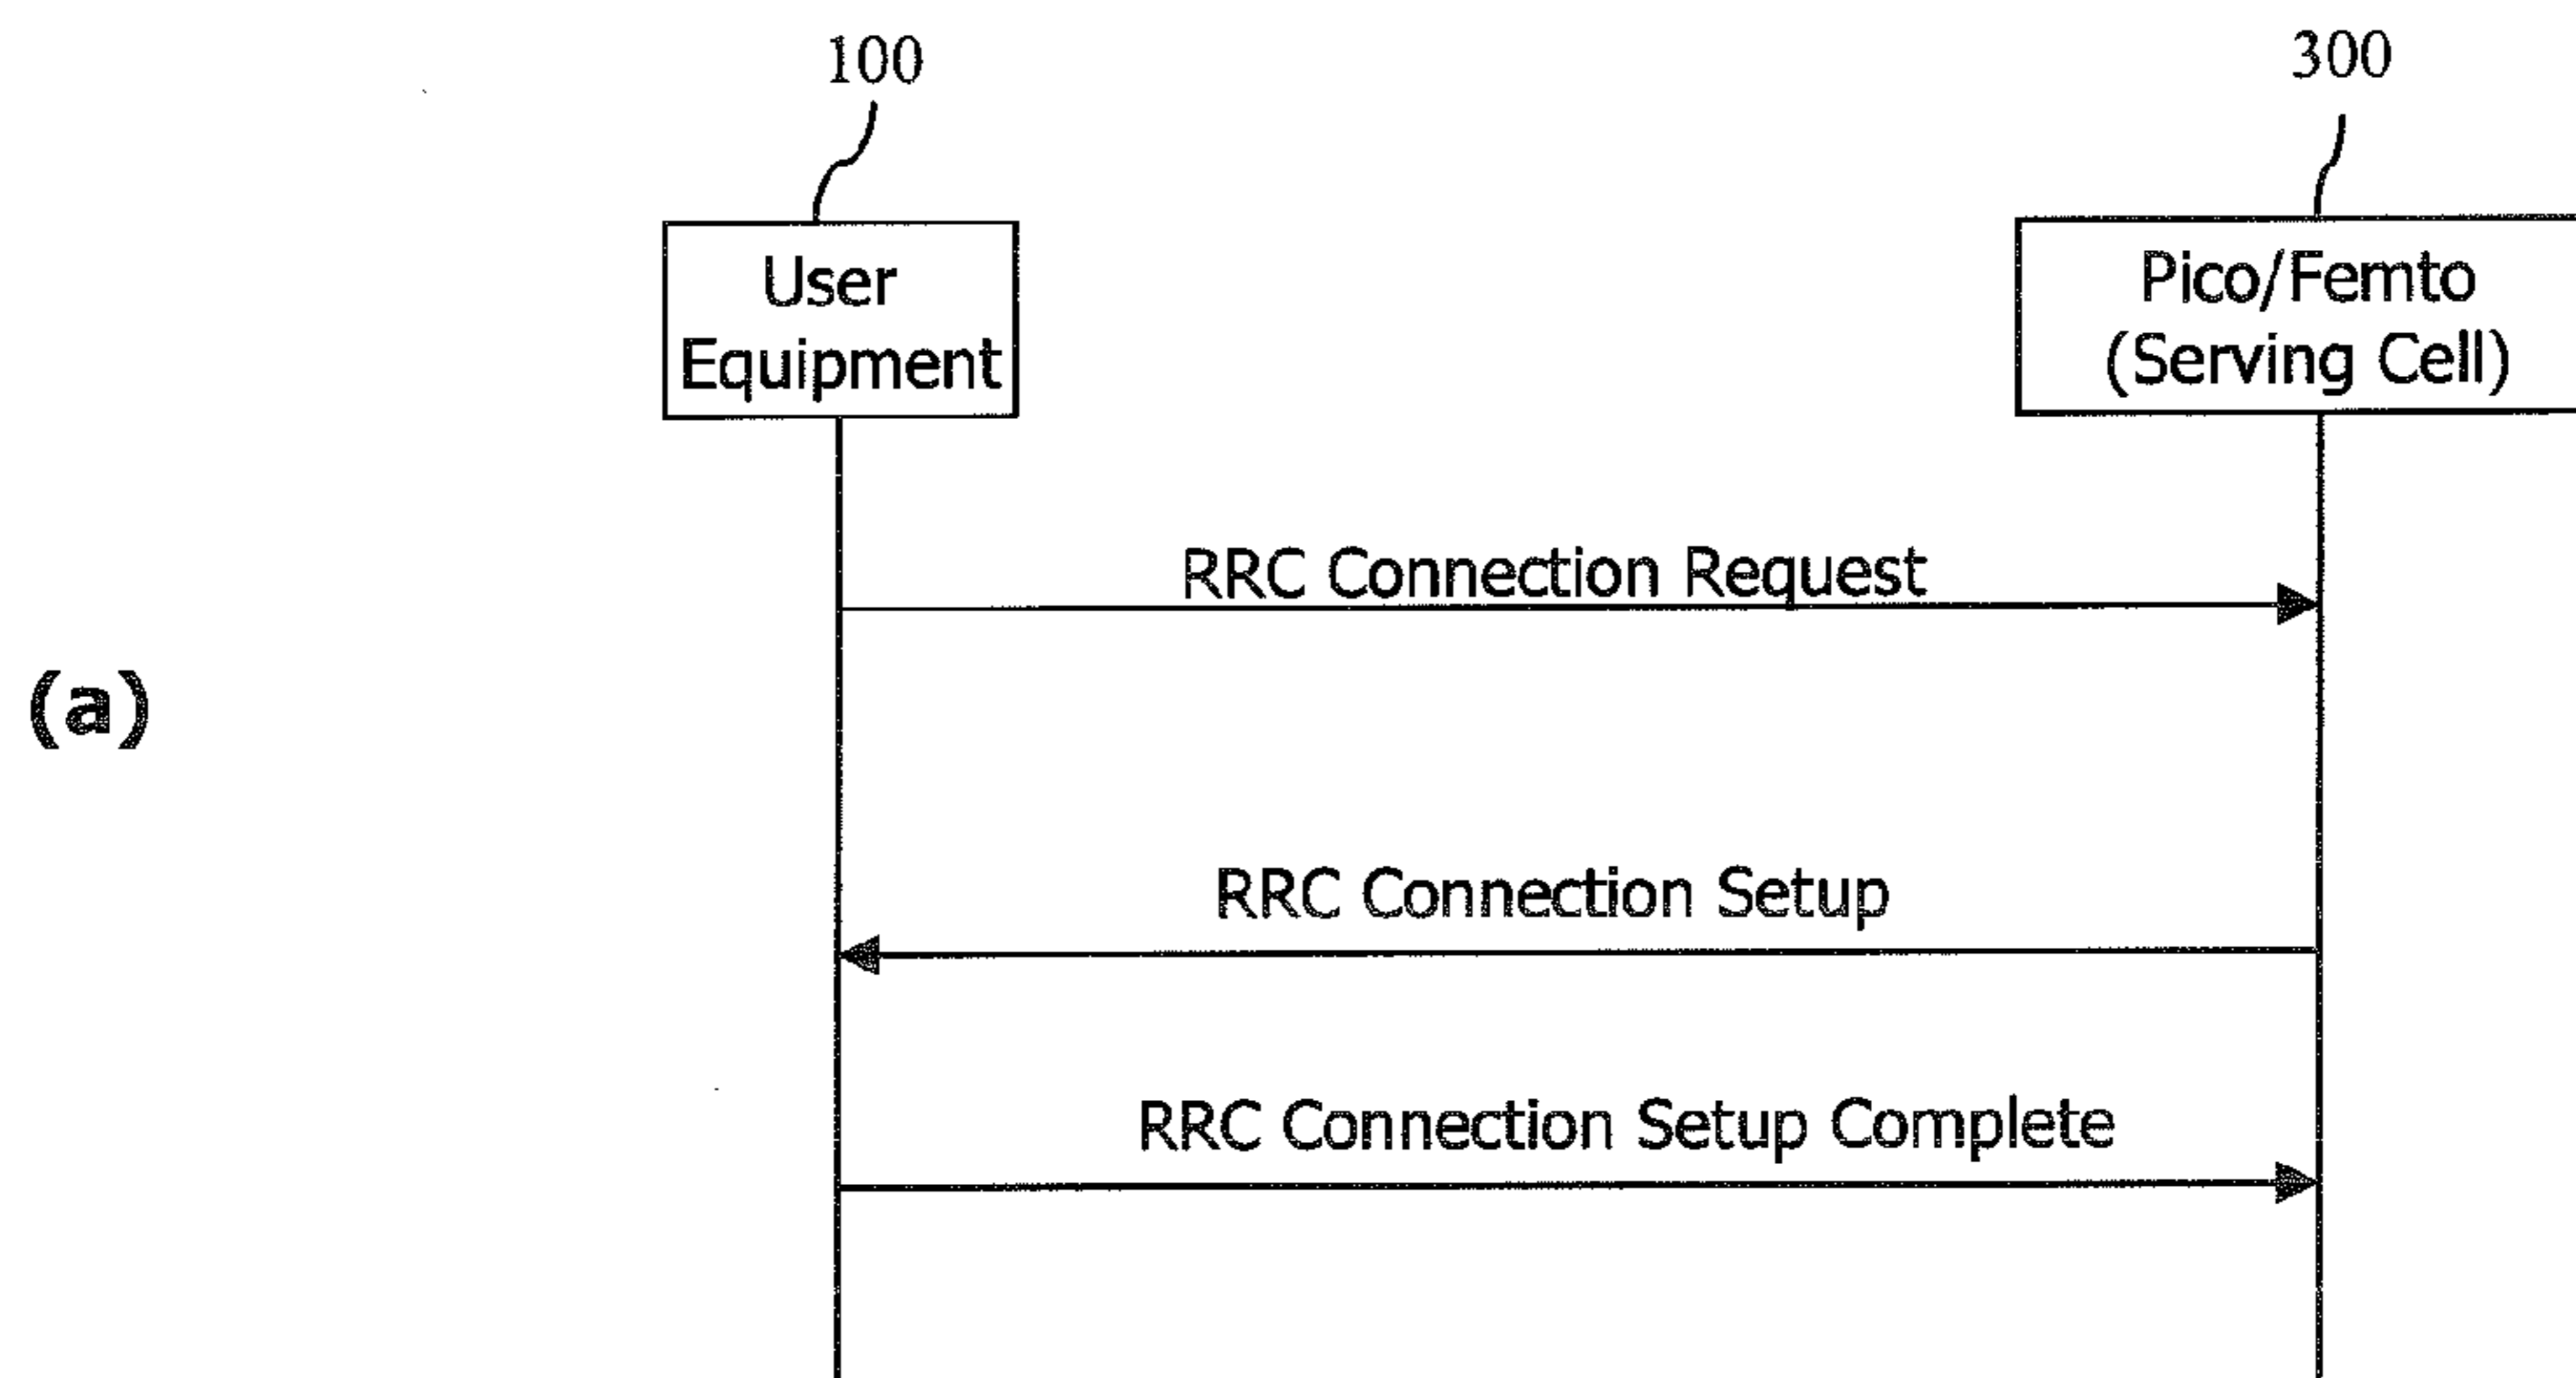 100
300
User
Equipment
Pico/Femto
(Serving Cell)
RRC Connection Request
(a)
RRC Connection Setup
RRC Connection Setup Complete